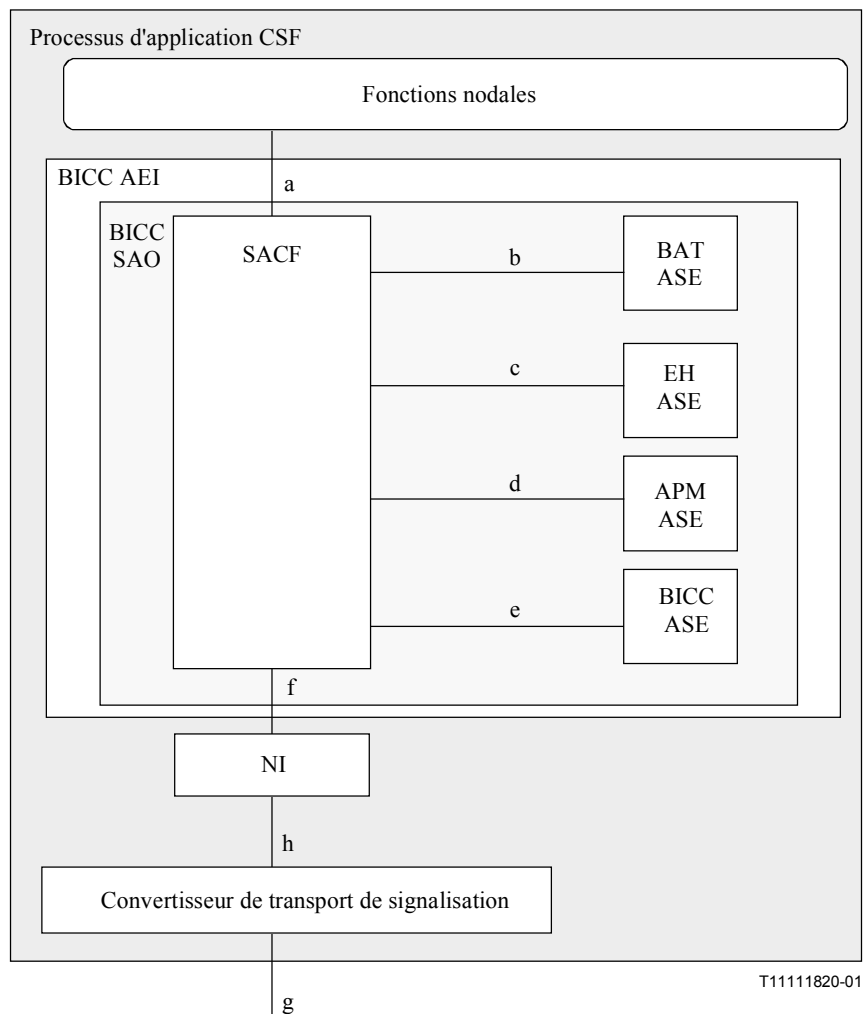 Processus d'application CSF
Fonctions nodales
BICC AEI
a
BICC
SAO
SACF
b
BAT
ASE
c
EH
ASE
d
APM
ASE
e
BICC
ASE
f
NI
h
Convertisseur de transport de signalisation
T11111820-01
g